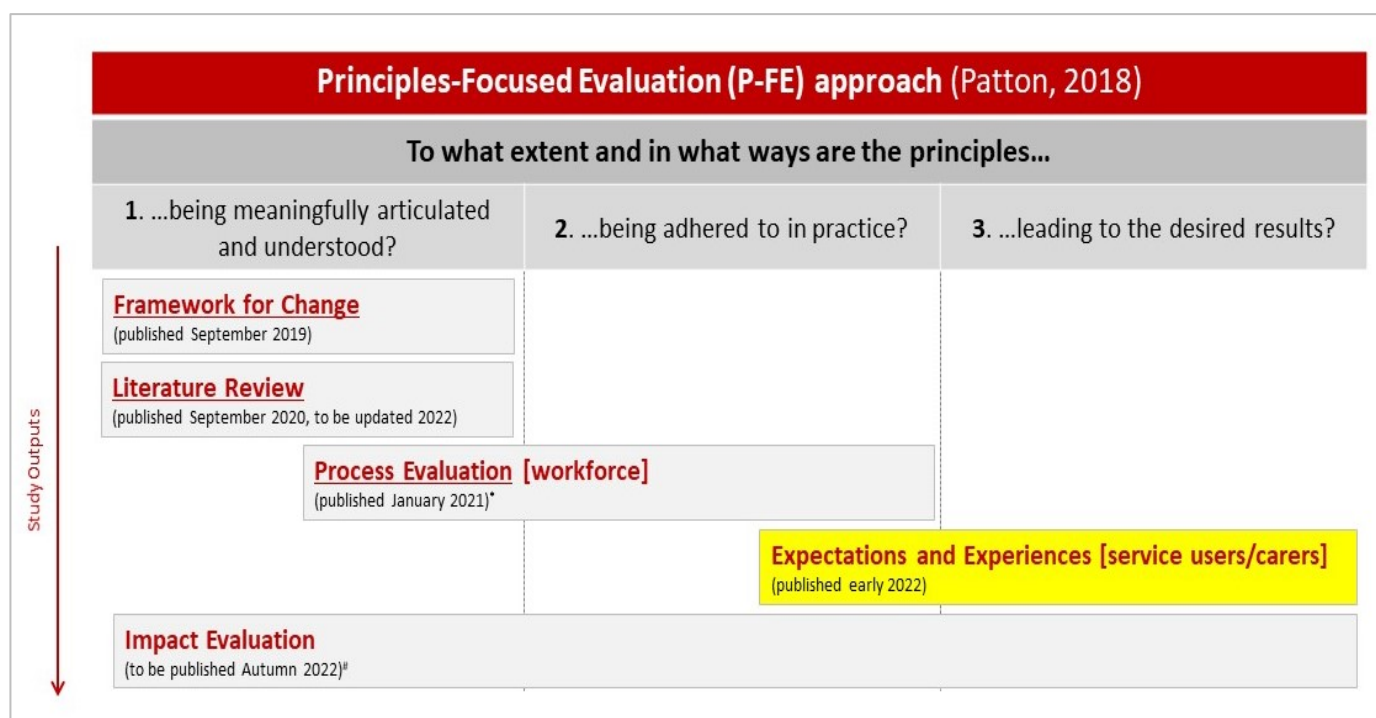 Principles-Focused Evaluation (P-FE) approach (Patton, 2018)
To what extent and in what ways are the principles...
1. ...being meaningfully articulated
and understood?
2. ...being adhered to in practice?
3. ...leading to the desired results?
Study Outputs
Framework for Change
(published September 2019)
Literature Review
(published September 2020, to be updated 2022)
Process Evaluation [workforce]
(published January 2021)*
Expectations and Experiences [service users/carers]
(published early 2022)
Impact Evaluation
(to be published Autumn 2022)#